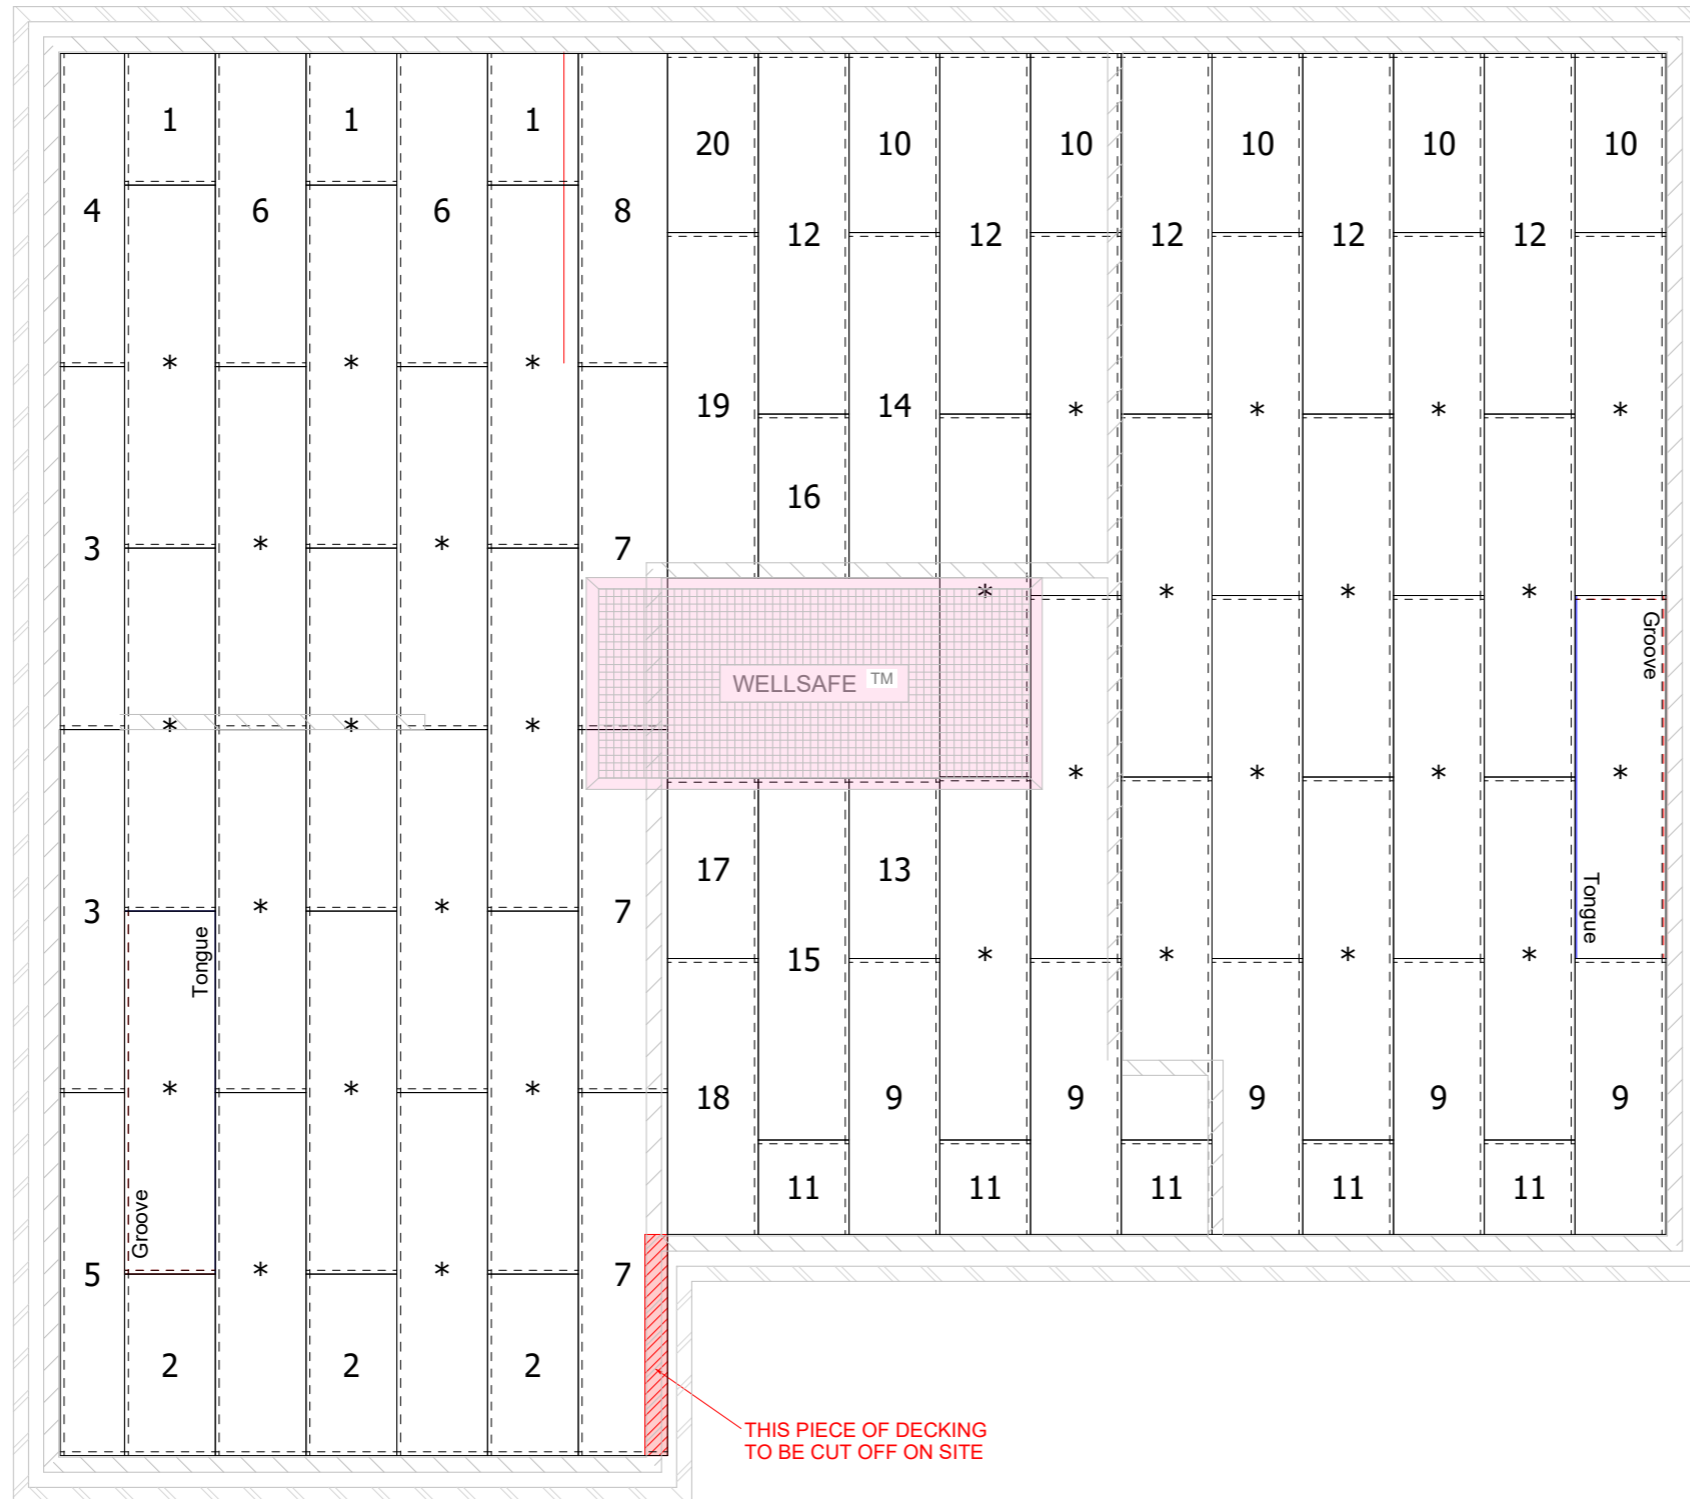 1 1 1
20 10 10 10 10 10
4 6 6 8
12 12 12 12 12
* * *
19 14
* * * *
16
* *
3 7
* * * *
Groove
WELLSAFE TM
* * *
* * * *
17 13
Tongue
* *
3 7
Tongue
15 * * * *
* * *
18 9 9 9 9 9
11 11 11 11 11
Groove
* *
5 7
2 2 2
THIS PIECE OF DECKING
TO BE CUT OFF ON SITE